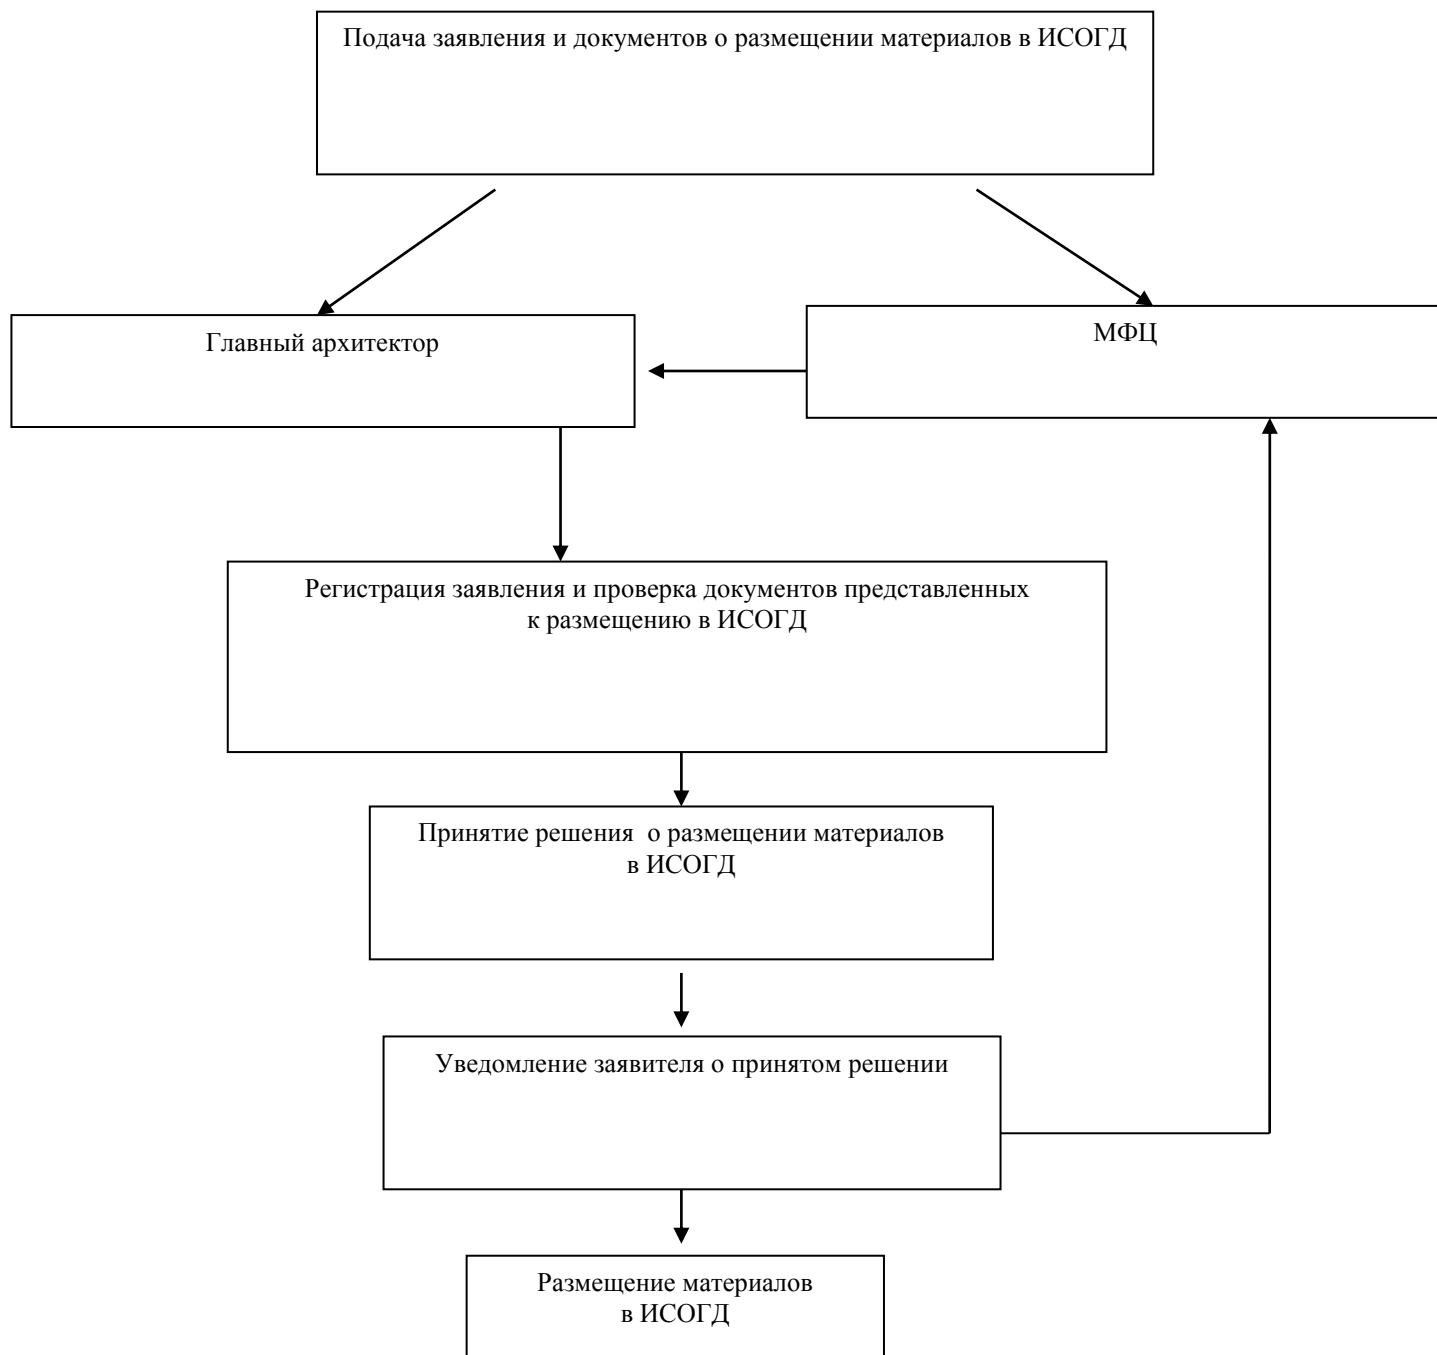 Подача заявления и документов о размещении материалов в ИСОГД
Главный архитектор
МФЦ
Регистрация заявления и проверка документов представленных
к размещению в ИСОГД
Принятие решения  о размещении материалов
в ИСОГД
Уведомление заявителя о принятом решении
Размещение материалов
в ИСОГД